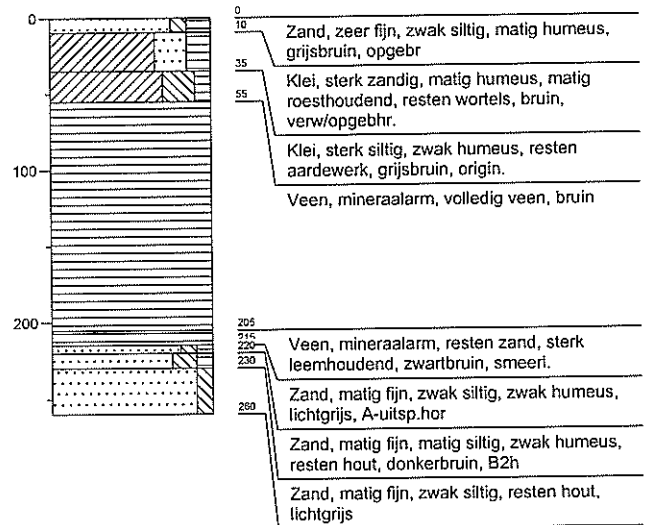 0
0
10
Zand, zeer fijn, zwak siltig, matig humeus,
grijsbruin, opgebr
35
Klei, sterk zandig, matig humeus, matig
roesthoudend, resten wortels, bruin,
verw/opgebhr.
55
Klei, sterk siltig, zwak humeus, resten
aardewerk, grijsbruin, origin.
100
Veen, mineraalarm, volledig veen, bruin
200
205
215
Veen, mineraalarm, resten zand, sterk
leemhoudend, zwartbruin, smeerl.
220
230
Zand, matig fijn, zwak siltig, zwak humeus,
lichtgrijs, A-uitsp.hor
260
Zand, matig fijn, matig siltig, zwak humeus,
resten hout, donkerbruin, B2h
Zand, matig fijn, zwak siltig, resten hout,
lichtgrijs